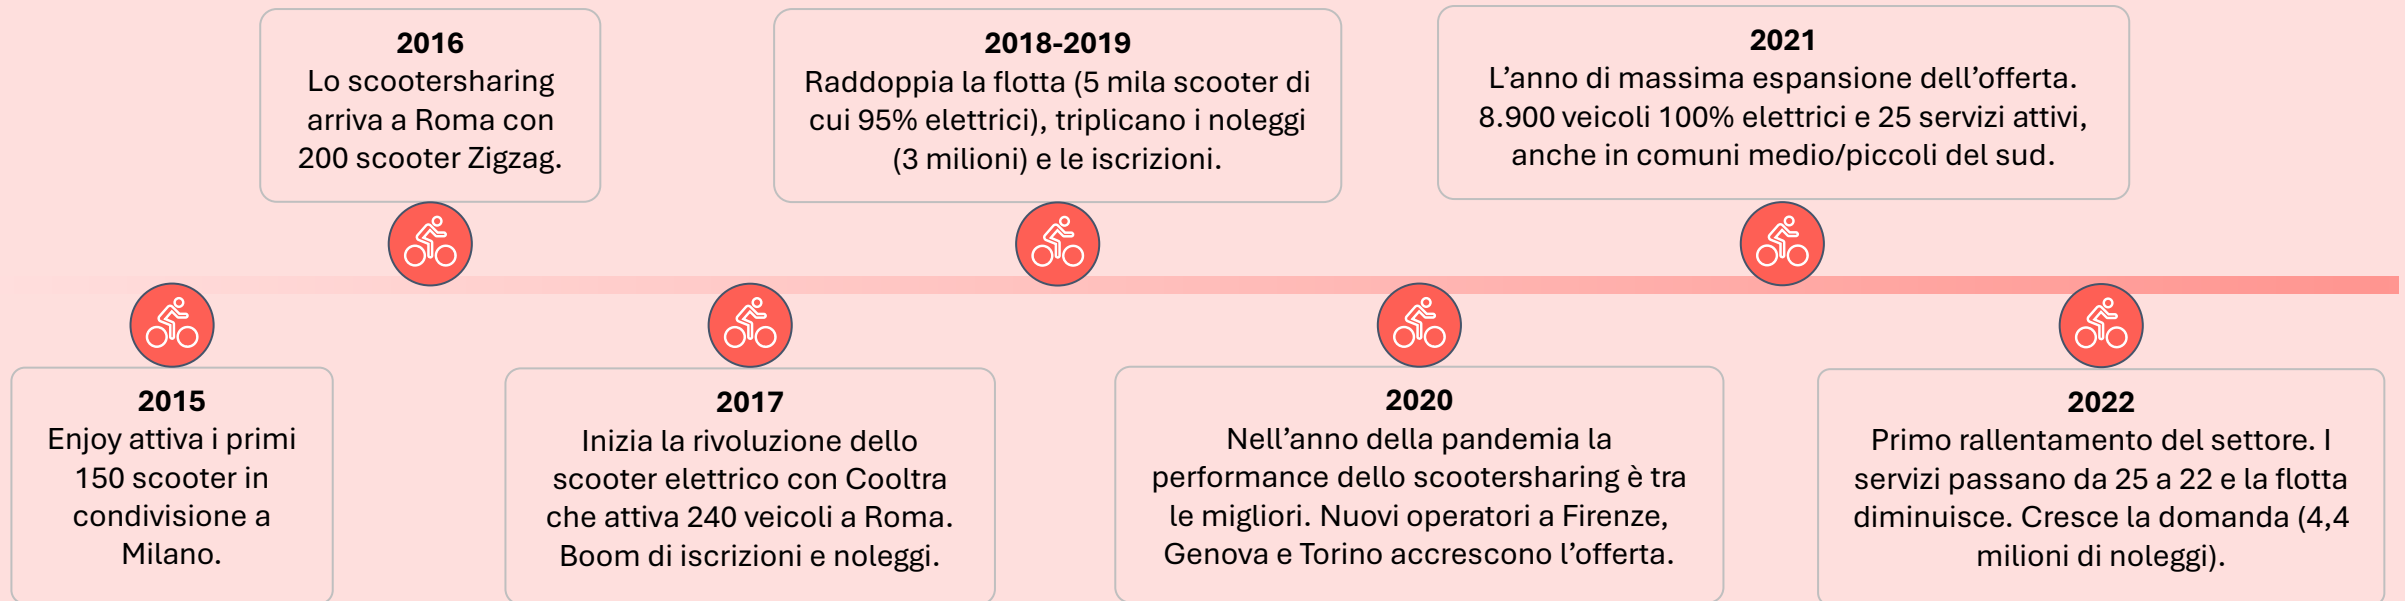 2016
Lo scootersharing
arriva a Roma con
200 scooter Zigzag.
2018-2019
Raddoppia la flotta (5 mila scooter di
cui 95% elettrici), triplicano i noleggi
(3 milioni) e le iscrizioni.
2021
L’anno di massima espansione dell’offerta.
8.900 veicoli 100% elettrici e 25 servizi attivi,
anche in comuni medio/piccoli del sud.
2015
Enjoy attiva i primi
150 scooter in
condivisione a
Milano.
2017
Inizia la rivoluzione dello
scooter elettrico con Cooltra
che attiva 240 veicoli a Roma.
Boom di iscrizioni e noleggi.
2020
Nell’anno della pandemia la
performance dello scootersharing è tra
le migliori. Nuovi operatori a Firenze,
Genova e Torino accrescono l’offerta.
2022
Primo rallentamento del settore. I
servizi passano da 25 a 22 e la flotta
diminuisce. Cresce la domanda (4,4
milioni di noleggi).